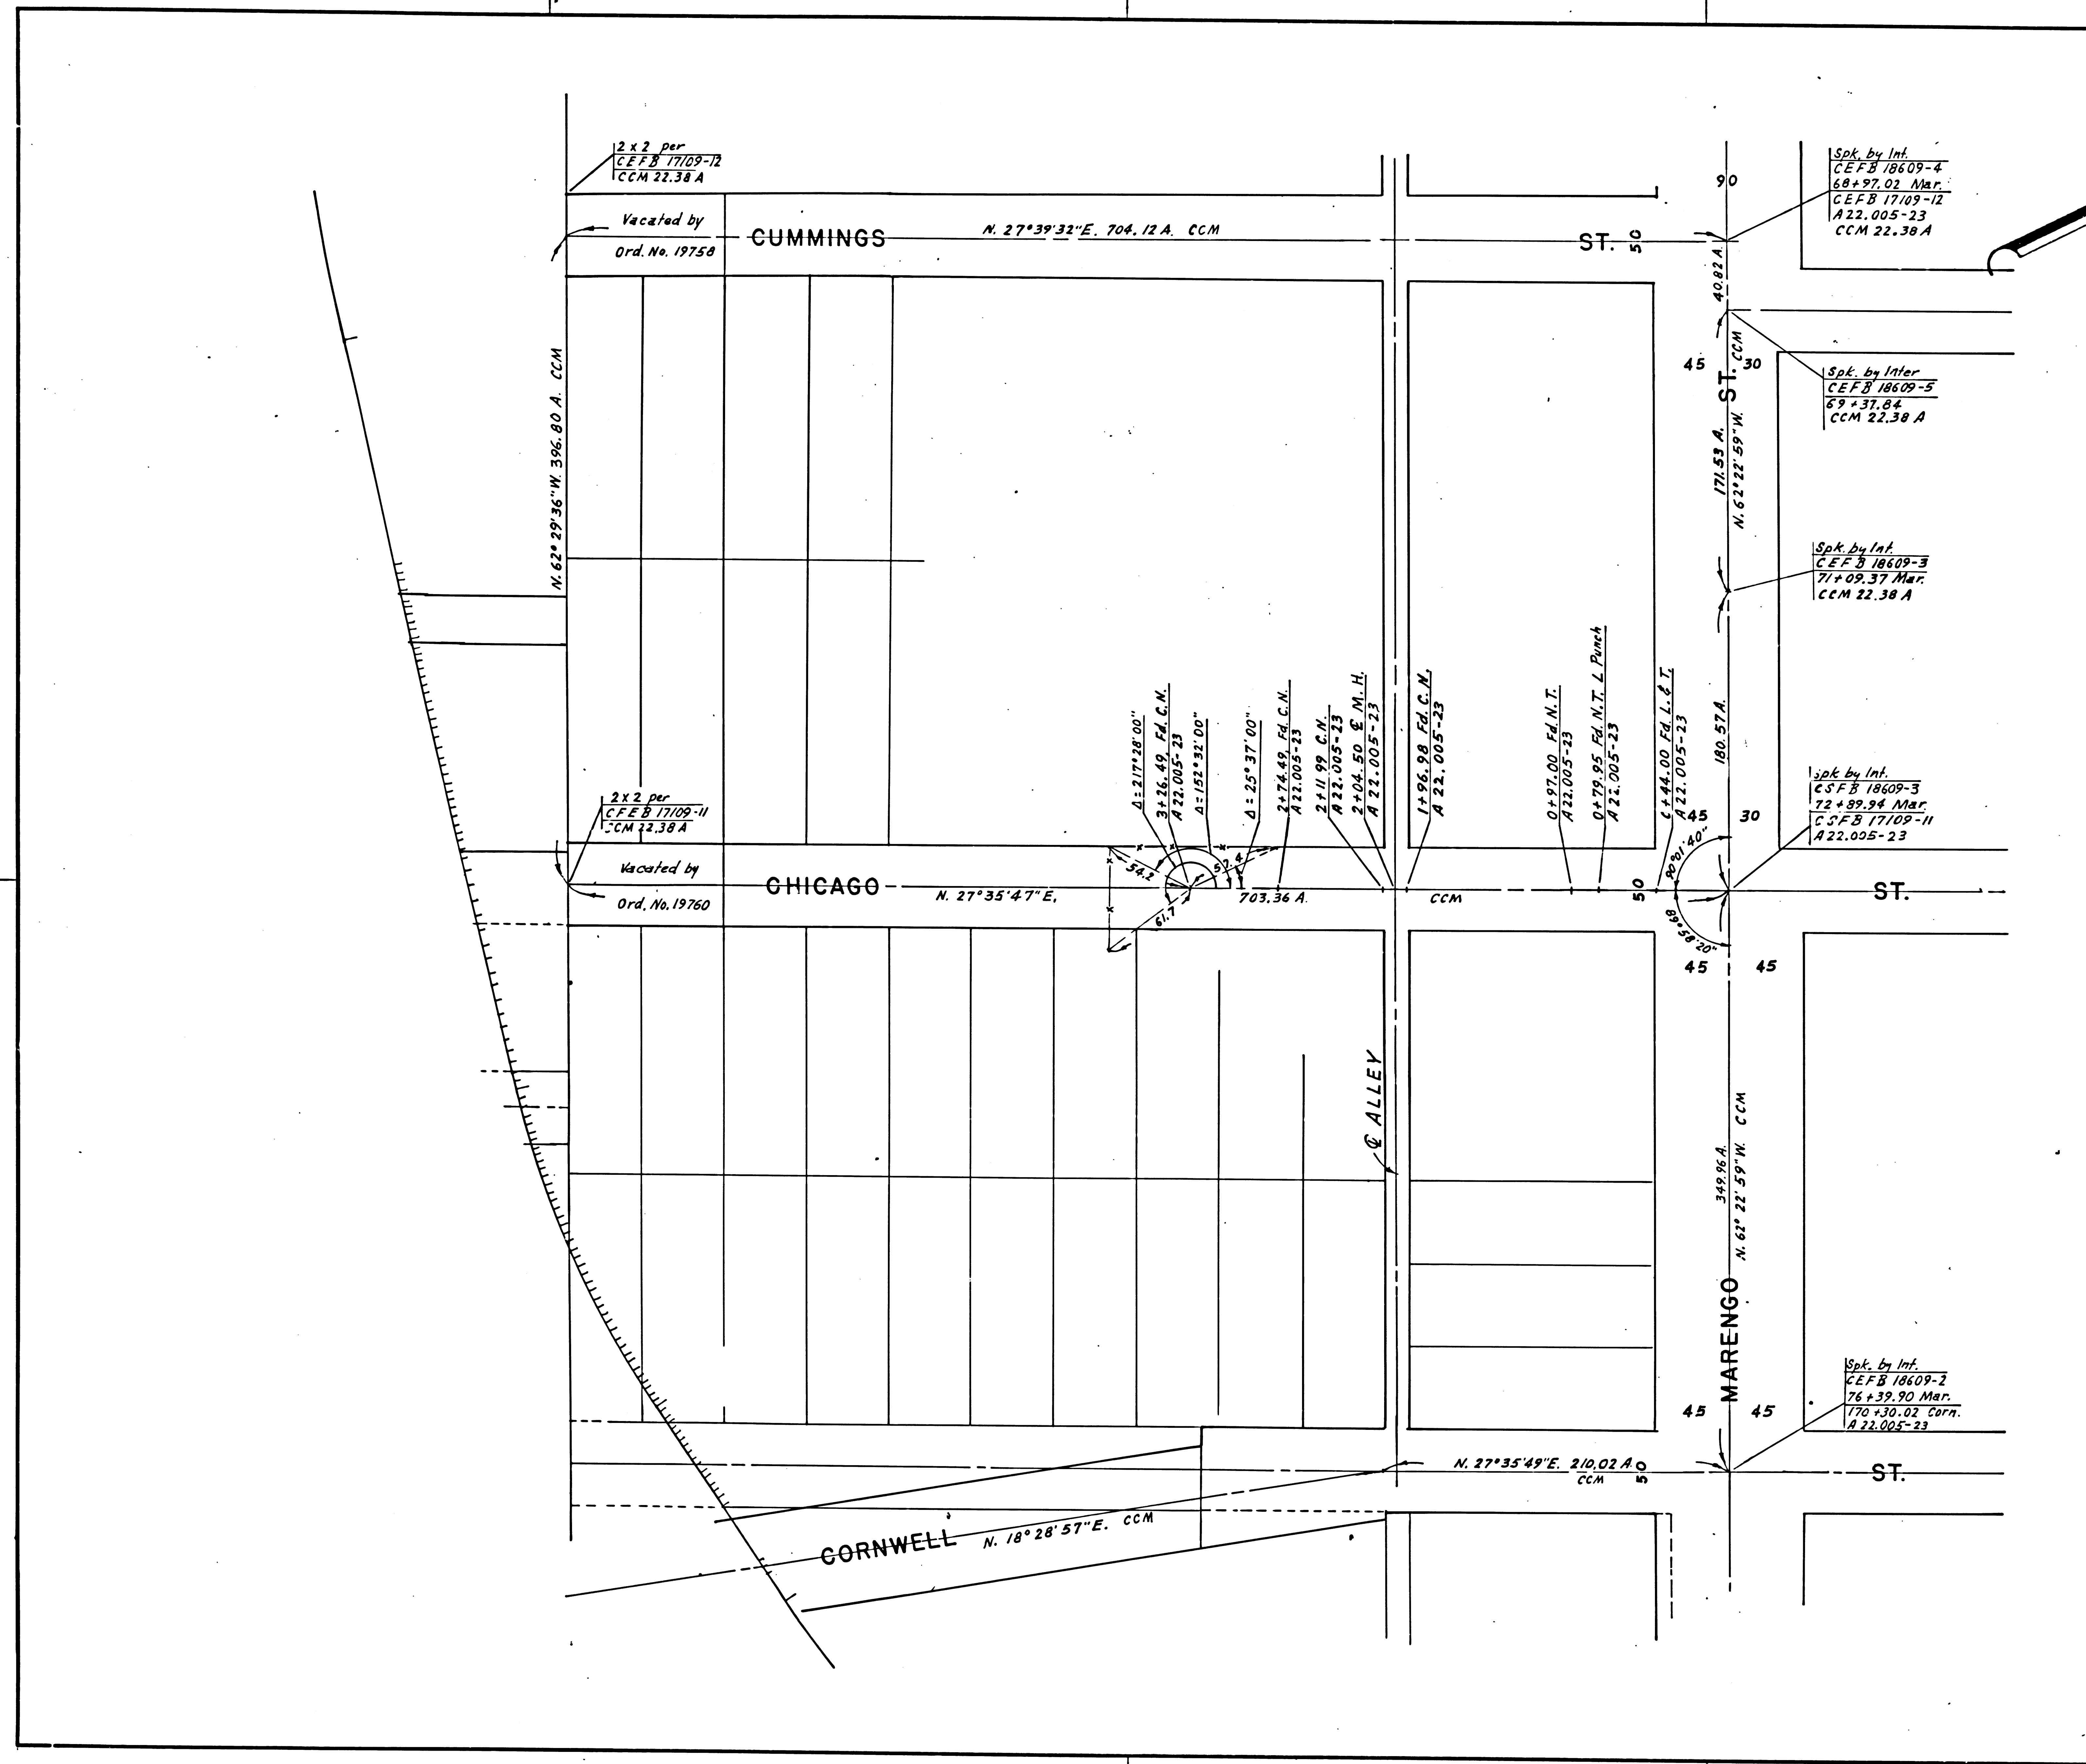 2 x 2 per
CEFB 17109-12
CCM 22.38 A
Vacated by
Ord. No. 19758
CUMMINGS
N. 27°39'32"E. 704.12 A. CCM
ST.
50
90
Spk. by Int.
CEFB 18609-4
68+97.02 Mar.
CEFB 17109-12
A 22.005-23
CCM 22.38 A
40.82 A.
45
30
ST.
CCM
171.53 A.
N. 62° 22' 59" W.
Spk. by Inter
CEFB 18609-5
69+37.84
CCM 22.38 A
N. 62° 29'36" W. 396.80 A. CCM
Spk. by Int.
CEFB 18609-3
71+09.37 Mar.
CCM 22.38 A
180.57 A.
Δ=217°28'00"
3+26.49, Fd. C.N.
A 22.005-23
Δ=152°32'00"
Δ = 25°37'00"
2+74.49, Fd. C.N.
A 22.005-23
2+11.99 C.N.
A 22.005-23
2+04.50 ℄ M.H.
A 22.005-23
1+96.98 Fd. C.N.
A 22.005-23
0+97.00 Fd N.T.
A 22.005-23
0+79.95 Fd. N.T. L Punch
A 22.005-23
+44.00 Fd. L. & T.
A 22.005-23
45
30
spk by Int.
CSFB 18609-3
72+89.94 Mar.
CSFB 17109-11
A 22.005-23
2 x 2 per
CFEB 17109-11
CCM 22.38 A
Vacated by
Ord. No. 19760
CHICAGO
N. 27°35'47"E,
54.2
57.4
61.7
703.36 A.
CCM
50
90°01'40"
89°58'20"
ST.
45
45
℄ ALLEY
349.96 A.
N. 62° 22' 59" W. CCM
MARENGO
45
45
Spk. by Int.
CEFB 18609-2
76+39.90 Mar.
170+30.02 Corn.
A 22.005-23
N. 27°35'49"E. 210.02 A.
CCM
50
ST.
CORNWELL
N. 18° 28' 57" E. CCM